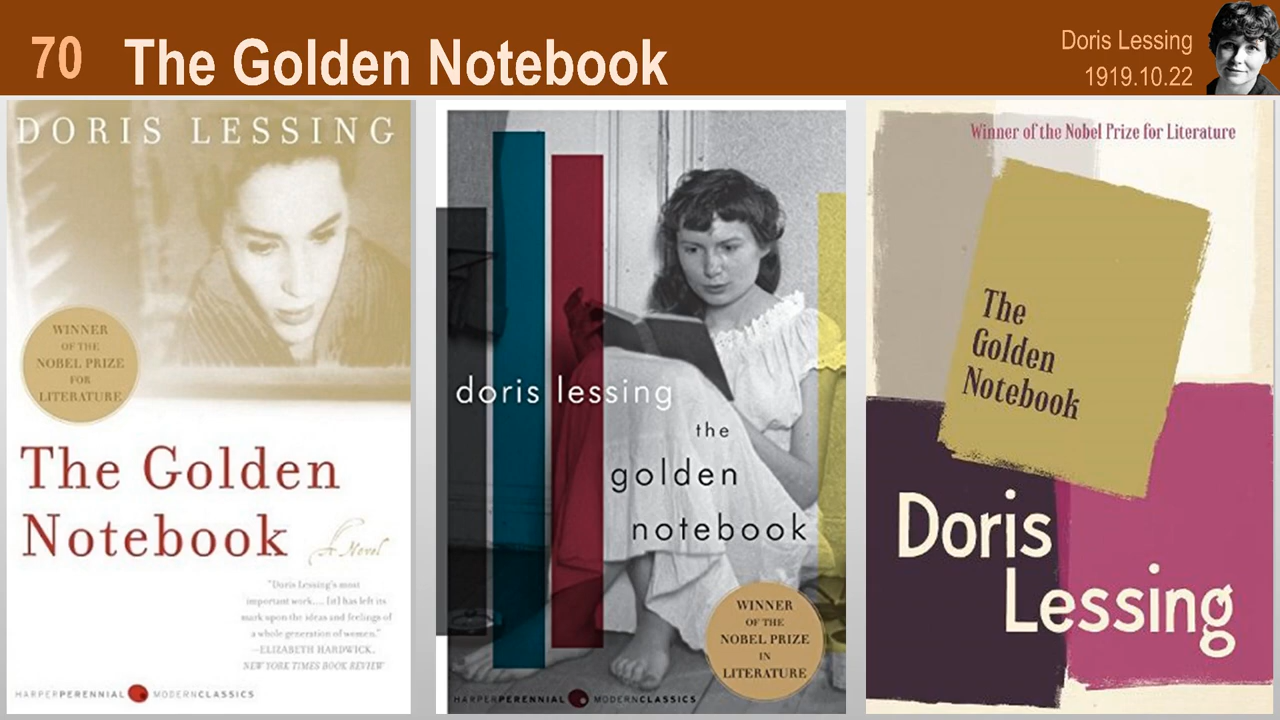 70 The Golden Notebook
Doris Lessing
1919.10.22
DORIS LESSING
WINNER
OF THE
NOBEL PRIZE
FOR
LITERATURE
The Golden
Notebook
A Novel
"Doris Lessing's most
important work.... [it] has left its
mark upon the ideas and feelings of
a whole generation of women."
—ELIZABETH HARDWICK,
NEW YORK TIMES BOOK REVIEW
HARPERPERENNIAL MODERNCLASSICS
doris lessing
the
golden
notebook
WINNER
OF THE
NOBEL PRIZE
IN
LITERATURE
HARPERPERENNIAL MODERNCLASSICS
Winner of the Nobel Prize for Literature
The
Golden
Notebook
Doris
Lessing